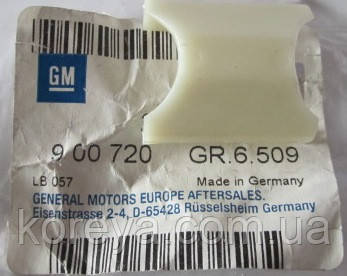 GM
9 00 720 GR.6.509
LB 057 Made in Germany
GENERAL MOTORS EUROPE AFTERSALES.
Eisenstrasse 2-4, D-65428 Rüsselsheim Germany
koreya.com.ua